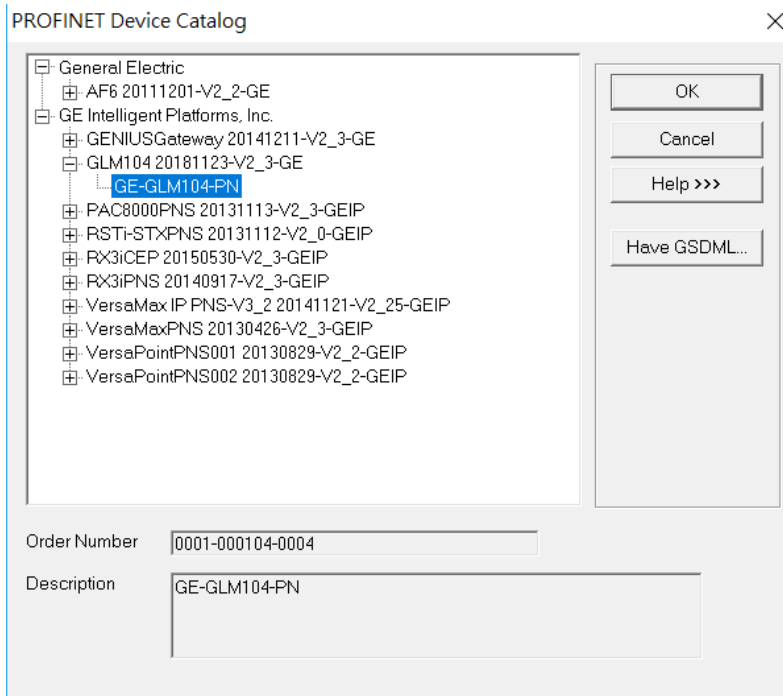 PROFINET Device Catalog
General Electric
AF6 20111201-V2_2-GE
GE Intelligent Platforms, Inc.
GENIUSGateway 20141211-V2_3-GE
GLM104 20181123-V2_3-GE
GE-GLM104-PN
PAC8000PNS 20131113-V2_3-GEIP
RSTi-STXPNS 20131112-V2_0-GEIP
RX3iCEP 20150530-V2_3-GEIP
RX3iPNS 20140917-V2_3-GEIP
VersaMax IP PNS-V3_2 20141121-V2_25-GEIP
VersaMaxPNS 20130426-V2_3-GEIP
VersaPointPNS001 20130829-V2_2-GEIP
VersaPointPNS002 20130829-V2_2-GEIP
OK
Cancel
Help >>>
Have GSDML...
Order Number 0001-000104-0004
Description GE-GLM104-PN